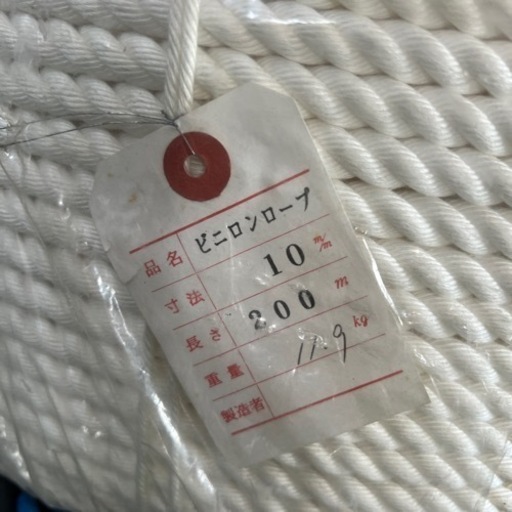 品名 ビニロンロープ
寸法 10 m/m
長さ 200 m
重量 11.9 kg
製造者